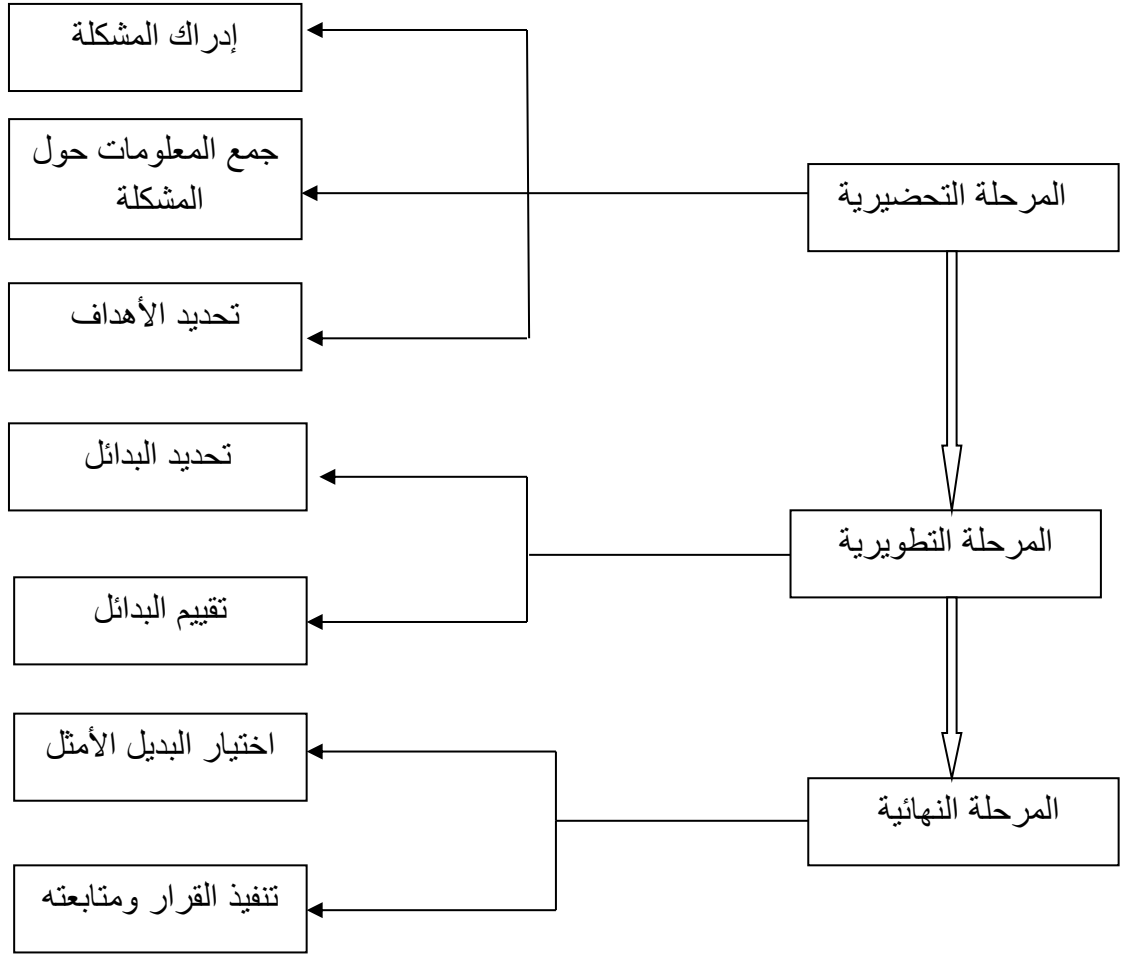 المرحلة التحضيرية
إدراك المشكلة
جمع المعلومات حول
المشكلة
تحديد الأهداف
المرحلة التطويرية
تحديد البدائل
تقييم البدائل
المرحلة النهائية
اختيار البديل الأمثل
تنفيذ القرار ومتابعته